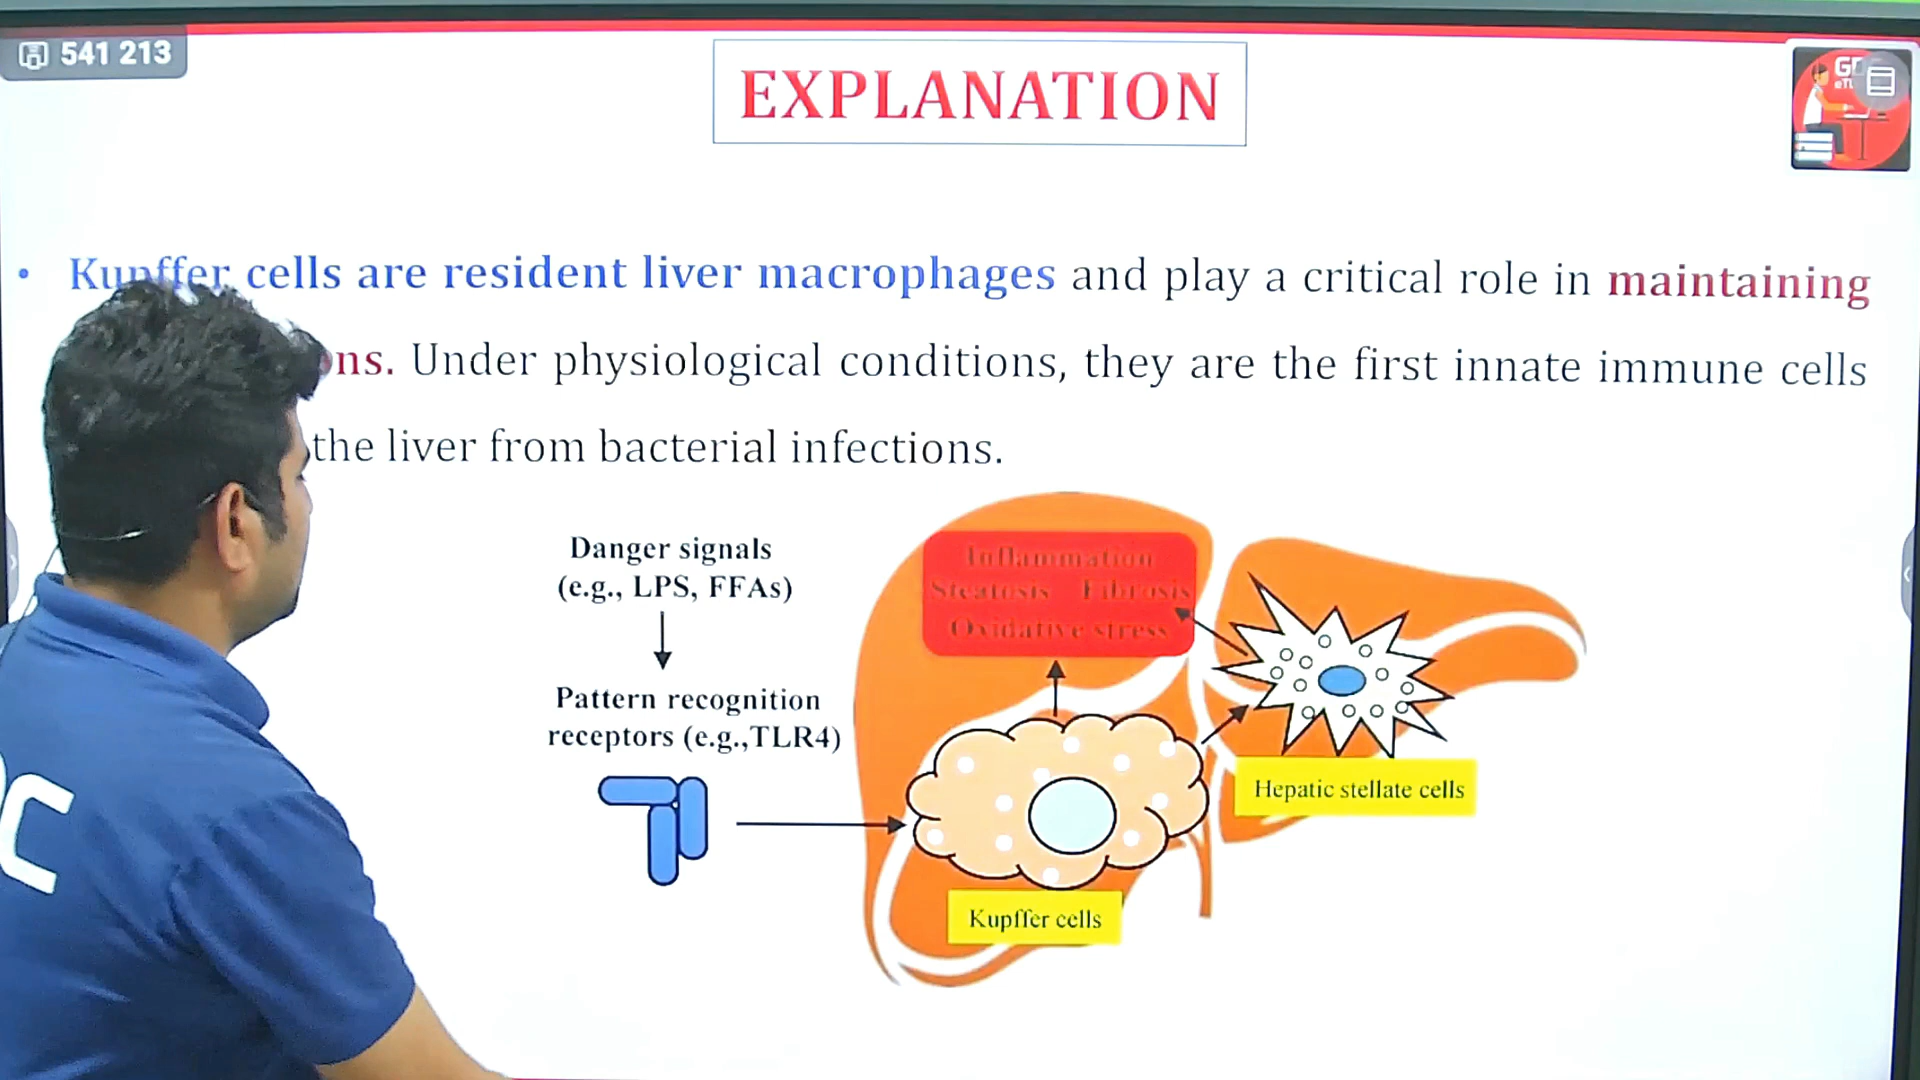 541 213
EXPLANATION
• Kupffer cells are resident liver macrophages and play a critical role in maintaining
ns. Under physiological conditions, they are the first innate immune cells
the liver from bacterial infections.
Danger signals
(e.g., LPS, FFAs)
Pattern recognition
receptors (e.g.,TLR4)
Inflammation
Steatosis Fibrosis
Oxidative stress
Hepatic stellate cells
Kupffer cells
C